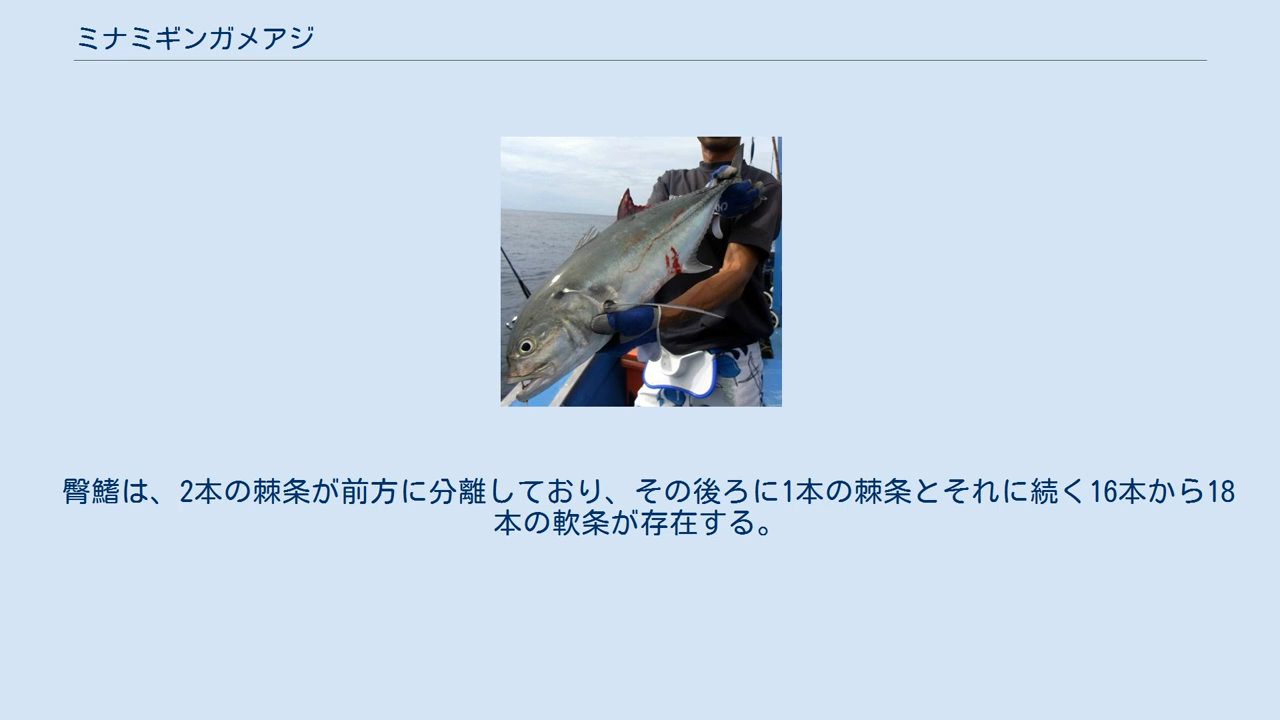 ミナミギンガメアジ
臀鰭は、2本の棘条が前方に分離しており、その後ろに1本の棘条とそれに続く16本から18
本の軟条が存在する。